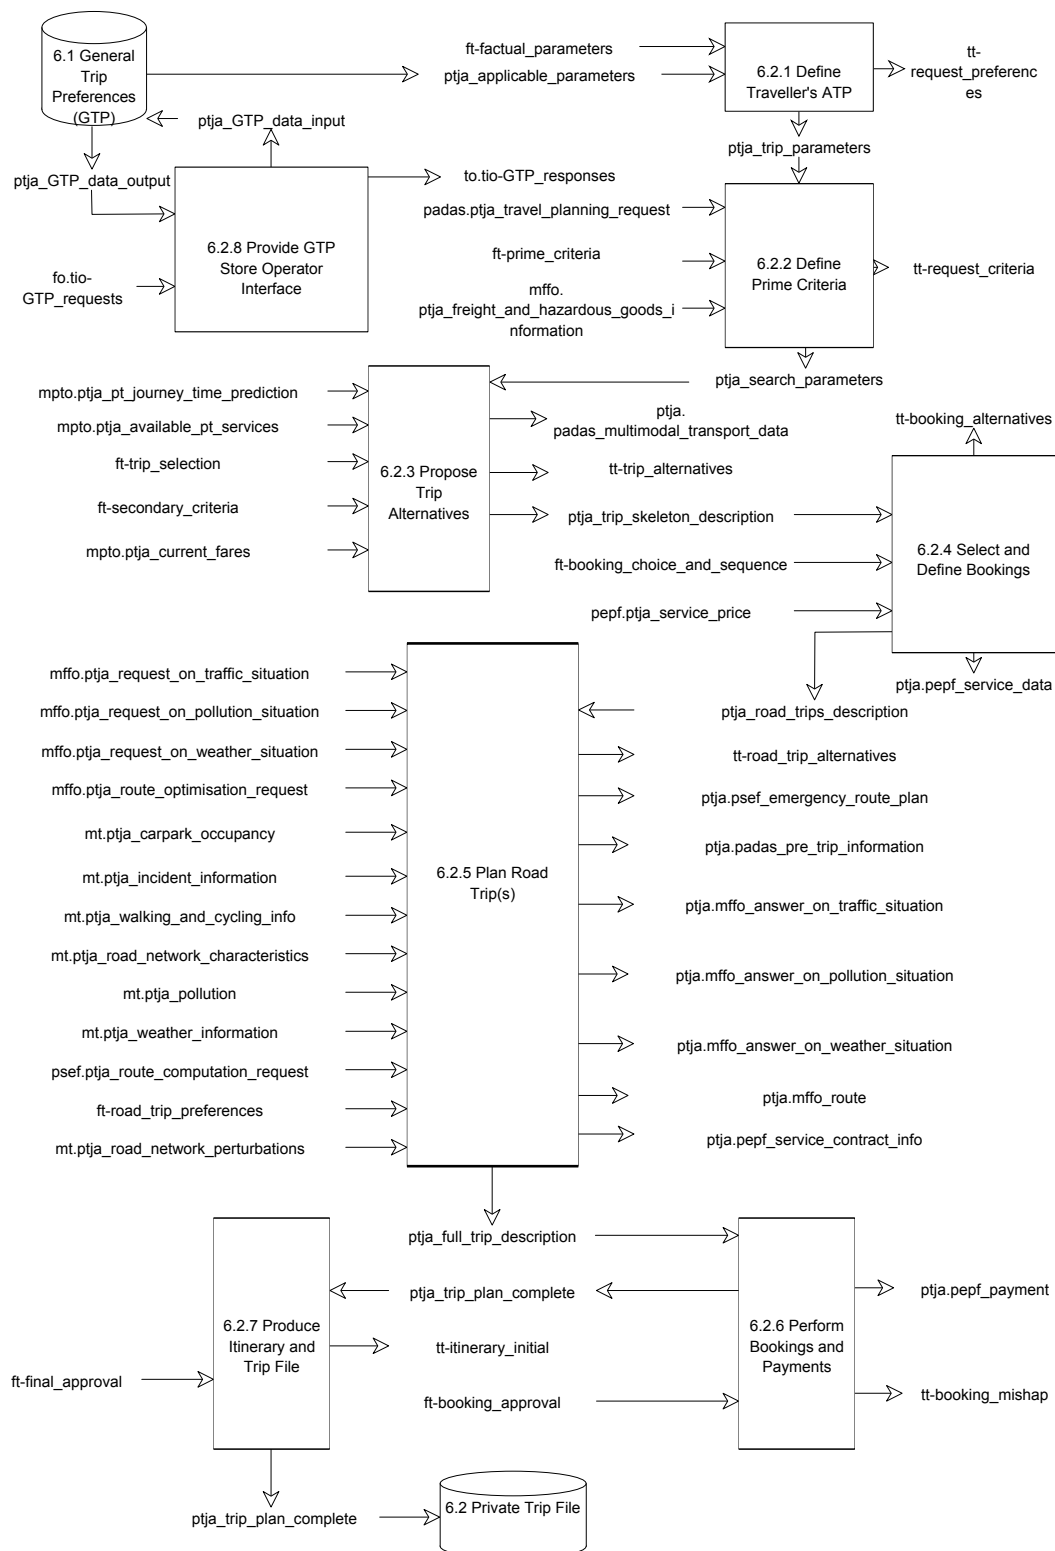 6.1 General
Trip
Preferences
(GTP)
ft-factual_parameters
ptja_applicable_parameters
6.2.1 Define
Traveller's ATP
tt-
request_preferenc
es
ptja_GTP_data_input
ptja_trip_parameters
ptja_GTP_data_output
to.tio-GTP_responses
padas.ptja_travel_planning_request
6.2.8 Provide GTP
Store Operator
Interface
fo.tio-
GTP_requests
ft-prime_criteria
6.2.2 Define
Prime Criteria
tt-request_criteria
mffo.
ptja_freight_and_hazardous_goods_i
nformation
ptja_search_parameters
mpto.ptja_pt_journey_time_prediction
mpto.ptja_available_pt_services
ft-trip_selection
ft-secondary_criteria
mpto.ptja_current_fares
6.2.3 Propose
Trip
Alternatives
ptja.
padas_multimodal_transport_data
tt-trip_alternatives
ptja_trip_skeleton_description
ft-booking_choice_and_sequence
pepf.ptja_service_price
tt-booking_alternatives
6.2.4 Select and
Define Bookings
ptja.pepf_service_data
mffo.ptja_request_on_traffic_situation
mffo.ptja_request_on_pollution_situation
mffo.ptja_request_on_weather_situation
mffo.ptja_route_optimisation_request
mt.ptja_carpark_occupancy
mt.ptja_incident_information
mt.ptja_walking_and_cycling_info
mt.ptja_road_network_characteristics
mt.ptja_pollution
mt.ptja_weather_information
psef.ptja_route_computation_request
ft-road_trip_preferences
mt.ptja_road_network_perturbations
6.2.5 Plan Road
Trip(s)
ptja_road_trips_description
tt-road_trip_alternatives
ptja.psef_emergency_route_plan
ptja.padas_pre_trip_information
ptja.mffo_answer_on_traffic_situation
ptja.mffo_answer_on_pollution_situation
ptja.mffo_answer_on_weather_situation
ptja.mffo_route
ptja.pepf_service_contract_info
ptja_full_trip_description
ptja_trip_plan_complete
6.2.7 Produce
Itinerary and
Trip File
tt-itinerary_initial
ft-final_approval
ft-booking_approval
6.2.6 Perform
Bookings and
Payments
ptja.pepf_payment
tt-booking_mishap
ptja_trip_plan_complete
6.2 Private Trip File